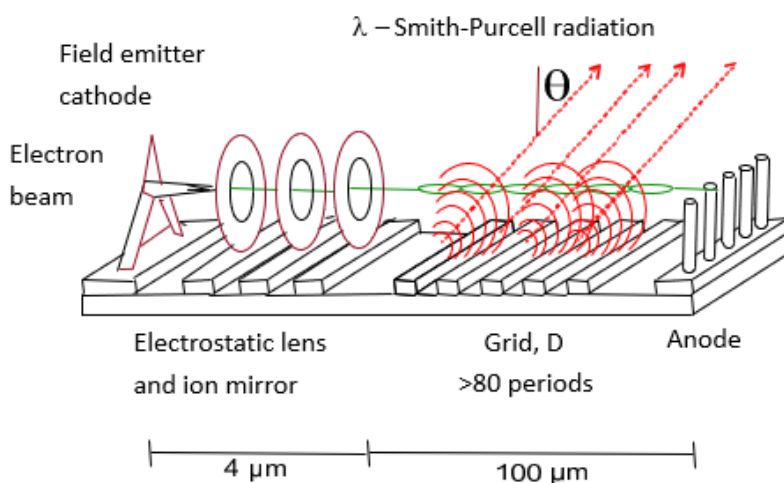 λ – Smith-Purcell radiation
Field emitter
cathode
Θ
Electron
beam
Electrostatic lens
and ion mirror
Grid, D
>80 periods
Anode
4 µm
100 µm